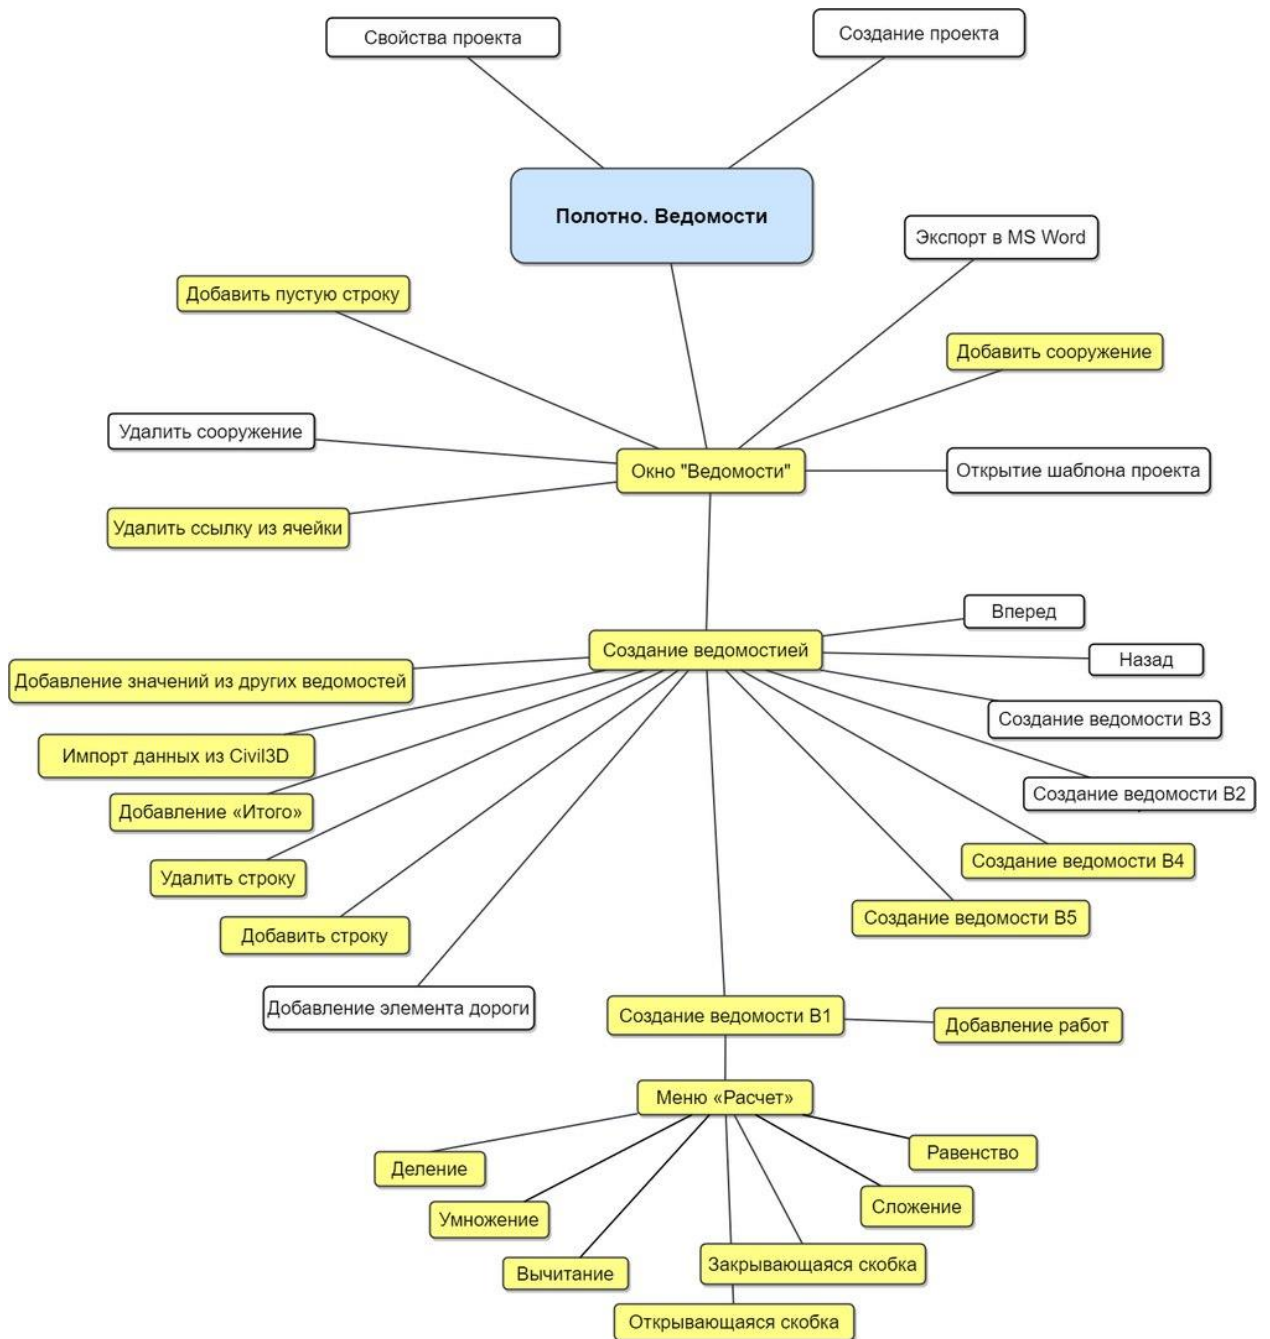 Свойства проекта
Создание проекта
Полотно. Ведомости
Экспорт в MS Word
Добавить пустую строку
Добавить сооружение
Удалить сооружение
Окно "Ведомости"
Открытие шаблона проекта
Удалить ссылку из ячейки
Вперед
Создание ведомостией
Назад
Добавление значений из других ведомостей
Создание ведомости В3
Импорт данных из Civil3D
Создание ведомости В2
Добавление «Итого»
Создание ведомости В4
Удалить строку
Создание ведомости В5
Добавить строку
Добавление элемента дороги
Создание ведомости В1
Добавление работ
Меню «Расчет»
Равенство
Деление
Сложение
Умножение
Закрывающаяся скобка
Вычитание
Открывающаяся скобка